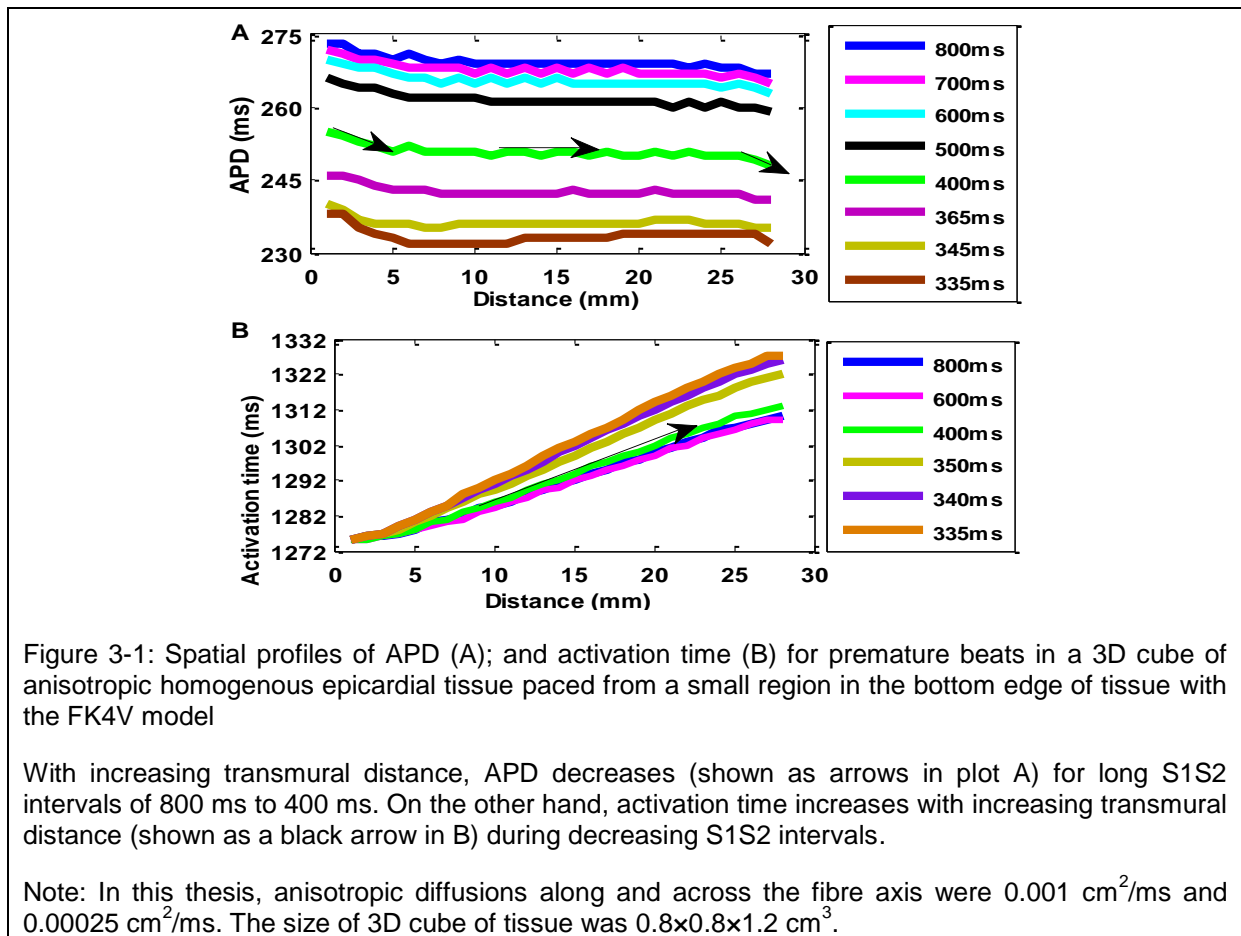 A
275
260
245
230
APD (ms)
0 5 10 15 20 25 30
Distance (mm)
800ms
700ms
600ms
500ms
400ms
365ms
345ms
335ms
B
1332
1322
1312
1302
1292
1282
1272
Activation time (ms)
0 5 10 15 20 25 30
Distance (mm)
800ms
600ms
400ms
350ms
340ms
335ms
Figure 3-1: Spatial profiles of APD (A); and activation time (B) for premature beats in a 3D cube of
anisotropic homogenous epicardial tissue paced from a small region in the bottom edge of tissue with
the FK4V model
With increasing transmural distance, APD decreases (shown as arrows in plot A) for long S1S2
intervals of 800 ms to 400 ms. On the other hand, activation time increases with increasing transmural
distance (shown as a black arrow in B) during decreasing S1S2 intervals.
Note: In this thesis, anisotropic diffusions along and across the fibre axis were 0.001 cm²/ms and
0.00025 cm²/ms. The size of 3D cube of tissue was 0.8×0.8×1.2 cm³.